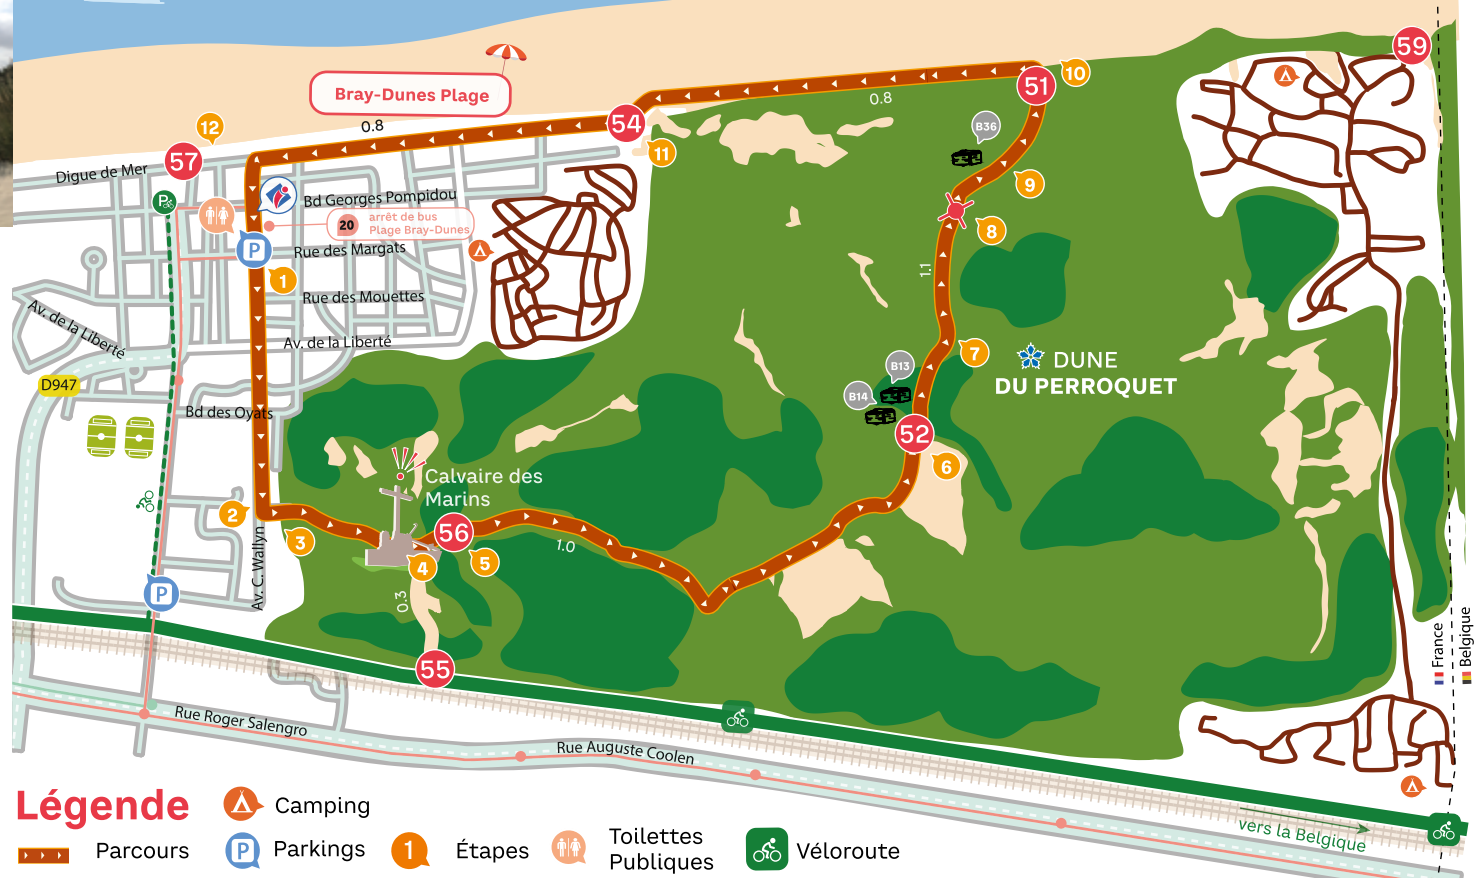 59
51
10
Bray-Dunes Plage
0.8
0.8
54
B36
12
57
11
Digue de Mer
9
P
Bd Georges Pompidou
20
arrêt de bus
Plage Bray-Dunes
8
P
Rue des Margats
1
1.1
Rue des Mouettes
Av. de la Liberté
Av. de la Liberté
7
DUNE
DU PERROQUET
B13
B14
D947
Bd des Oyats
52
6
Calvaire des
Marins
2
3
56
1.0
4
5
Av. C. Wallyn
0.3
P
55
France
Belgique
Rue Roger Salengro
Rue Auguste Coolen
vers la Belgique
Légende
Camping
Parcours
P
Parkings
1
Étapes
Toilettes
Publiques
Véloroute